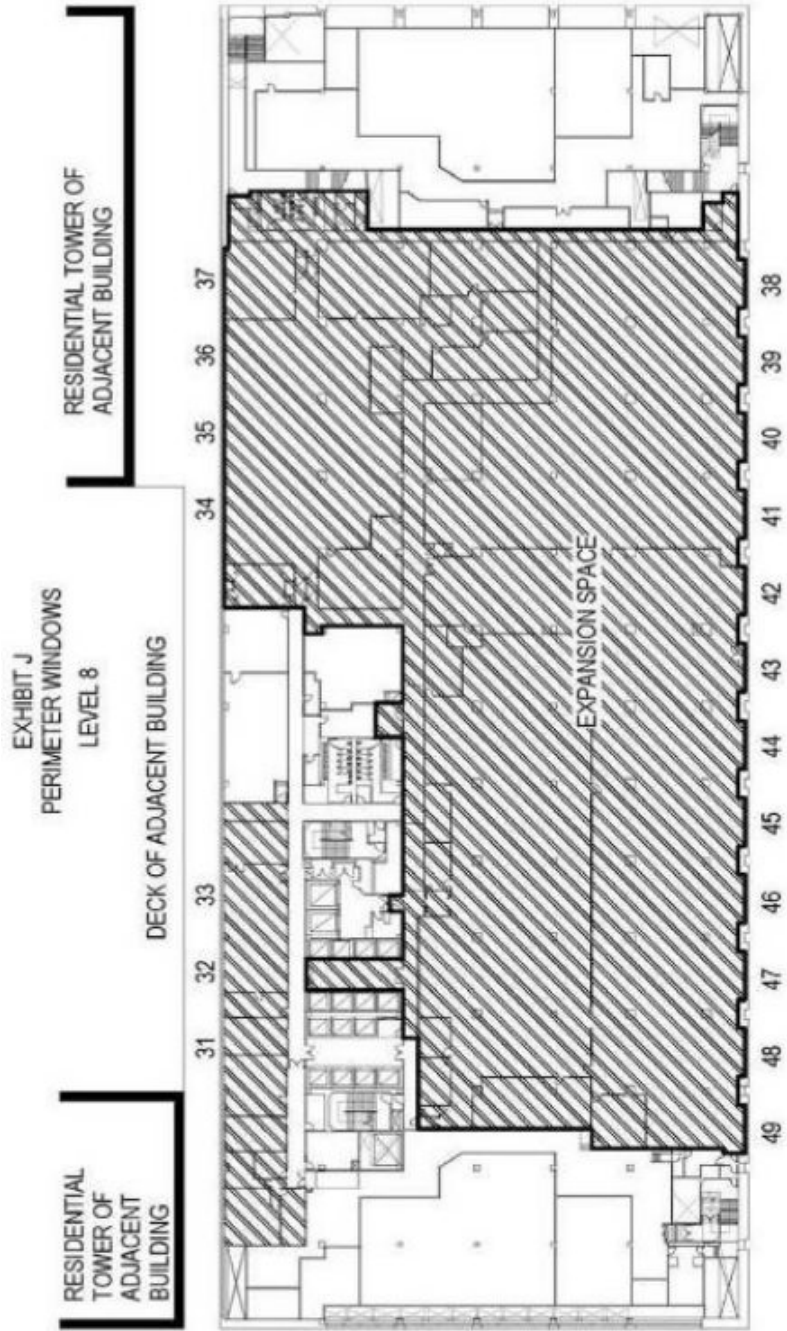 EXHIBIT J
PERIMETER WINDOWS
LEVEL 8
RESIDENTIAL
TOWER OF
ADJACENT
BUILDING
DECK OF ADJACENT BUILDING
RESIDENTIAL TOWER OF
ADJACENT BUILDING
31 32 33 34 35 36 37
EXPANSION SPACE
49 48 47 46 45 44 43 42 41 40 39 38